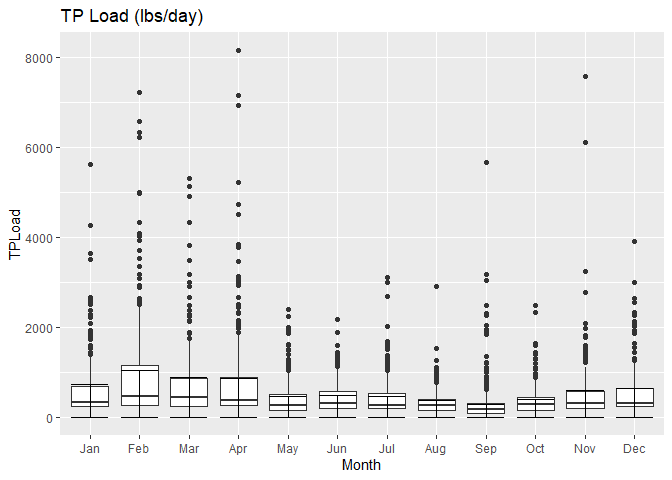 TP Load (lbs/day)
8000
6000
4000
2000
0
TPLoad
Jan Feb Mar Apr May Jun Jul Aug Sep Oct Nov Dec
Month